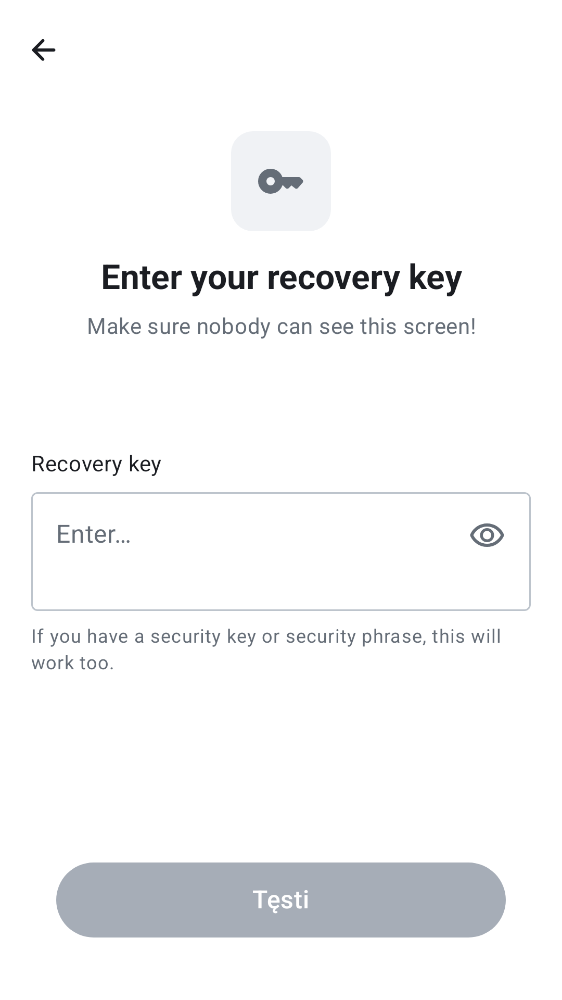 Enter your recovery key
Make sure nobody can see this screen!
Recovery key
Enter…
If you have a security key or security phrase, this will
work too.
Tęsti